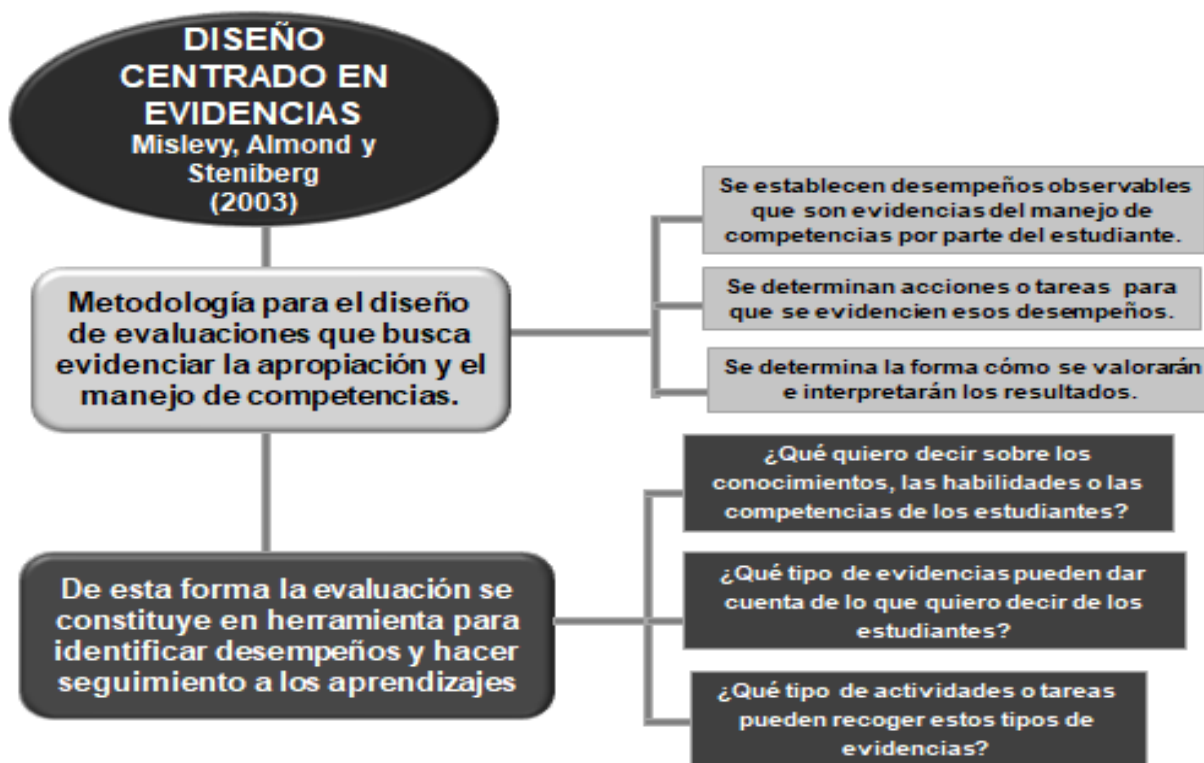 DISEÑO
CENTRADO EN
EVIDENCIAS
Mislevy, Almond y
Steniberg
(2003)
Metodología para el diseño
de evaluaciones que busca
evidenciar la apropiación y el
manejo de competencias.
Se establecen desempeños observables
que son evidencias del manejo de
competencias por parte del estudiante.
Se determinan acciones o tareas para
que se evidencien esos desempeños.
Se determina la forma cómo se valorarán
e interpretarán los resultados.
De esta forma la evaluación se
constituye en herramienta para
identificar desempeños y hacer
seguimiento a los aprendizajes
¿Qué quiero decir sobre los
conocimientos, las habilidades o las
competencias de los estudiantes?
¿Qué tipo de evidencias pueden dar
cuenta de lo que quiero decir de los
estudiantes?
¿Qué tipo de actividades o tareas
pueden recoger estos tipos de
evidencias?